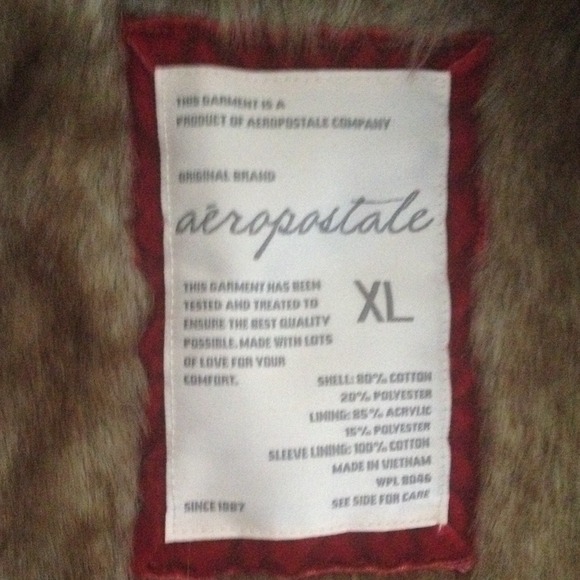 THIS GARMENT IS A
PRODUCT OF AEROPOSTALE COMPANY
ORIGINAL BRAND
aéropostale
THIS GARMENT HAS BEEN
TESTED AND TREATED TO
ENSURE THE BEST QUALITY
POSSIBLE. MADE WITH LOTS
OF LOVE FOR YOUR
COMFORT.
XL
SHELL: 80% COTTON
20% POLYESTER
LINING: 85% ACRYLIC
15% POLYESTER
SLEEVE LINING: 100% COTTON
MADE IN VIETNAM
WPL 8046
SEE SIDE FOR CARE
SINCE 1987